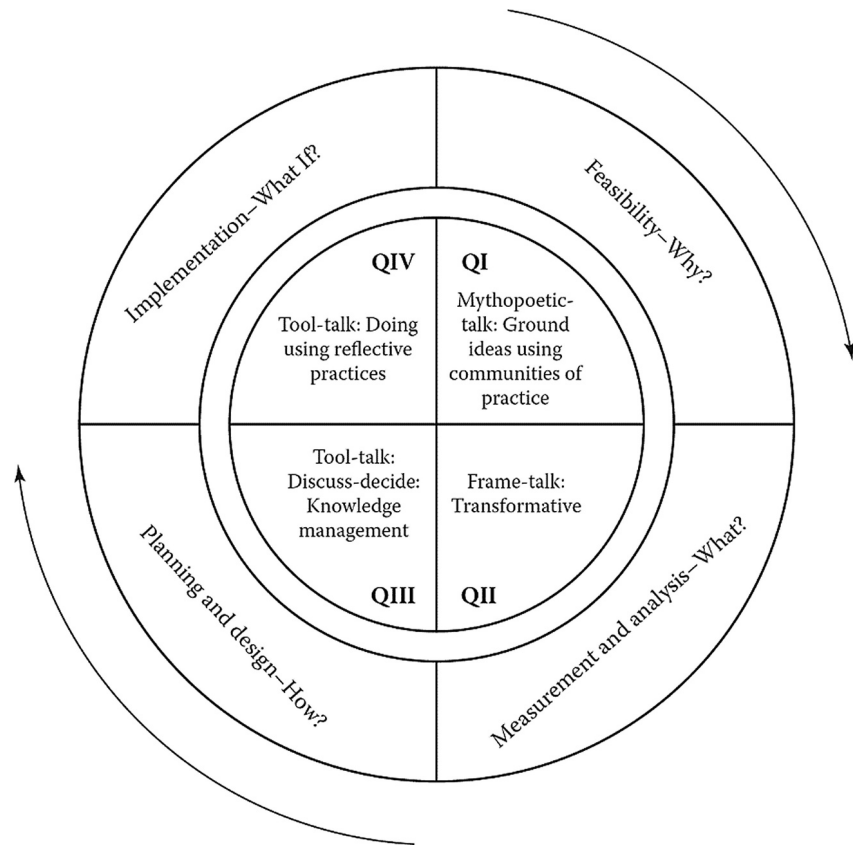 Implementation–What If?
Feasibility–Why?
QIV
QI
Tool-talk: Doing
using reflective
practices
Mythopoetic-
talk: Ground
ideas using
communities of
practice
Tool-talk:
Discuss-decide:
Knowledge
management
Frame-talk:
Transformative
QIII
QII
Planning and design–How?
Measurement and analysis–What?